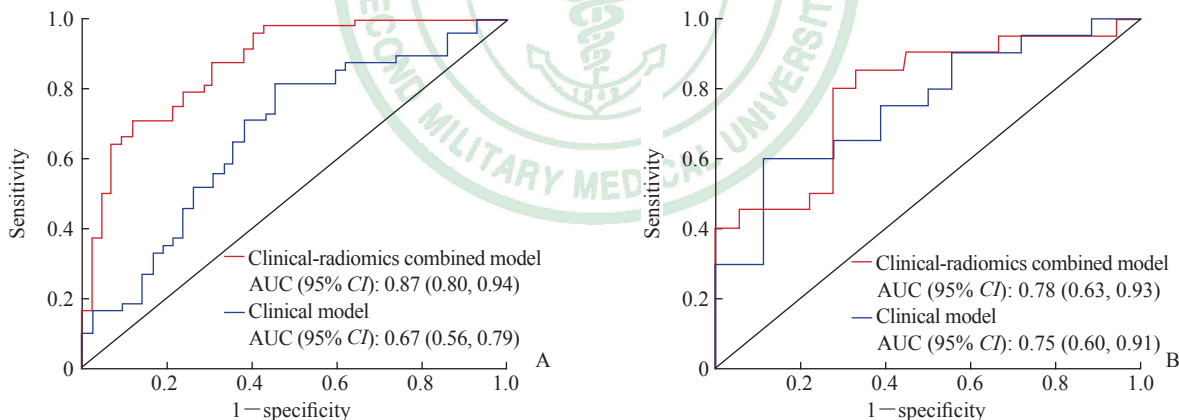 1.0
0.8
0.6
0.4
0.2
0
0.2
0.4
0.6
0.8
1.0
Sensitivity
1－specificity
Clinical-radiomics combined model
AUC (95% CI): 0.87 (0.80, 0.94)
Clinical model
AUC (95% CI): 0.67 (0.56, 0.79)
A
1.0
0.8
0.6
0.4
0.2
0
0.2
0.4
0.6
0.8
1.0
Sensitivity
1－specificity
Clinical-radiomics combined model
AUC (95% CI): 0.78 (0.63, 0.93)
Clinical model
AUC (95% CI): 0.75 (0.60, 0.91)
B
1949
SECOND MILITARY MEDICAL UNIVERSITY